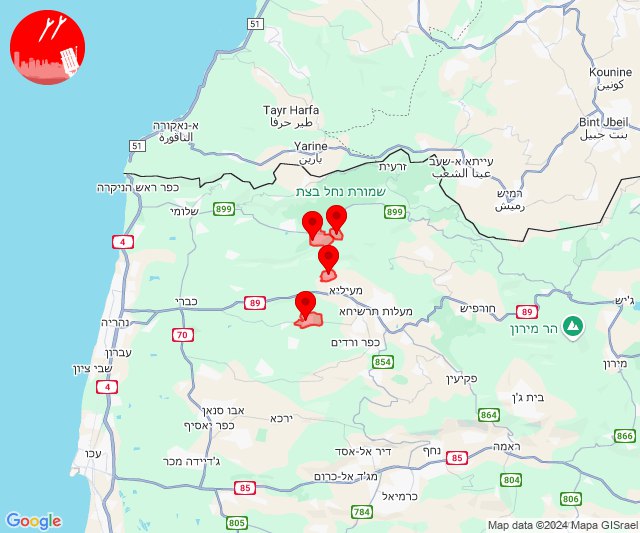 51
Kounine
كونين
Tayr Harfa
طير حرفا
Bint Jbeil
بنت جبيل
א-נאקורה
الناقورة
51
Yarine
يارين
זרעית
עייתא א-שעב
عيتا الشعب
רמיש
رميش
כפר ראש הניקרה
שמורת נחל בצת
שלומי
899
899
4
מעיליא
כברי
89
ג'יש
מעלות תרשיחא
חורפיש
89
נהריה
הר מירון
70
עברון
כפר ורדים
מירון
שבי ציון
854
4
פקיעין
בית ג'ן
אבו סנאן
ירכא
864
כפר יאסיף
ראמה
866
עכו
דיר אל-אסד
נחף
ג'דיידה מכר
85
מג'ד אל-כרום
85
804
כרמיאל
806
784
805
Google
Map data ©2024 Mapa GISrael